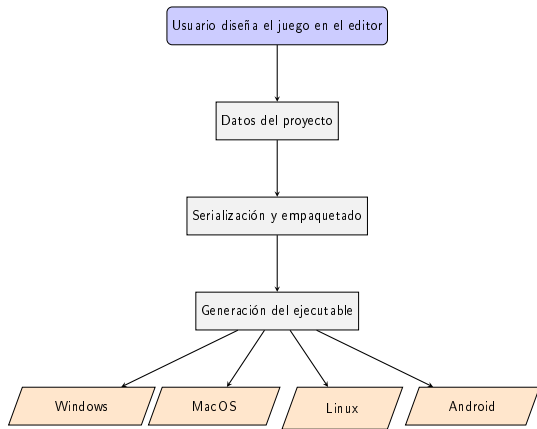 Usuario diseña el juego en el editor
Datos del proyecto
Serialización y empaquetado
Generación del ejecutable
Windows
MacOS
Linux
Android